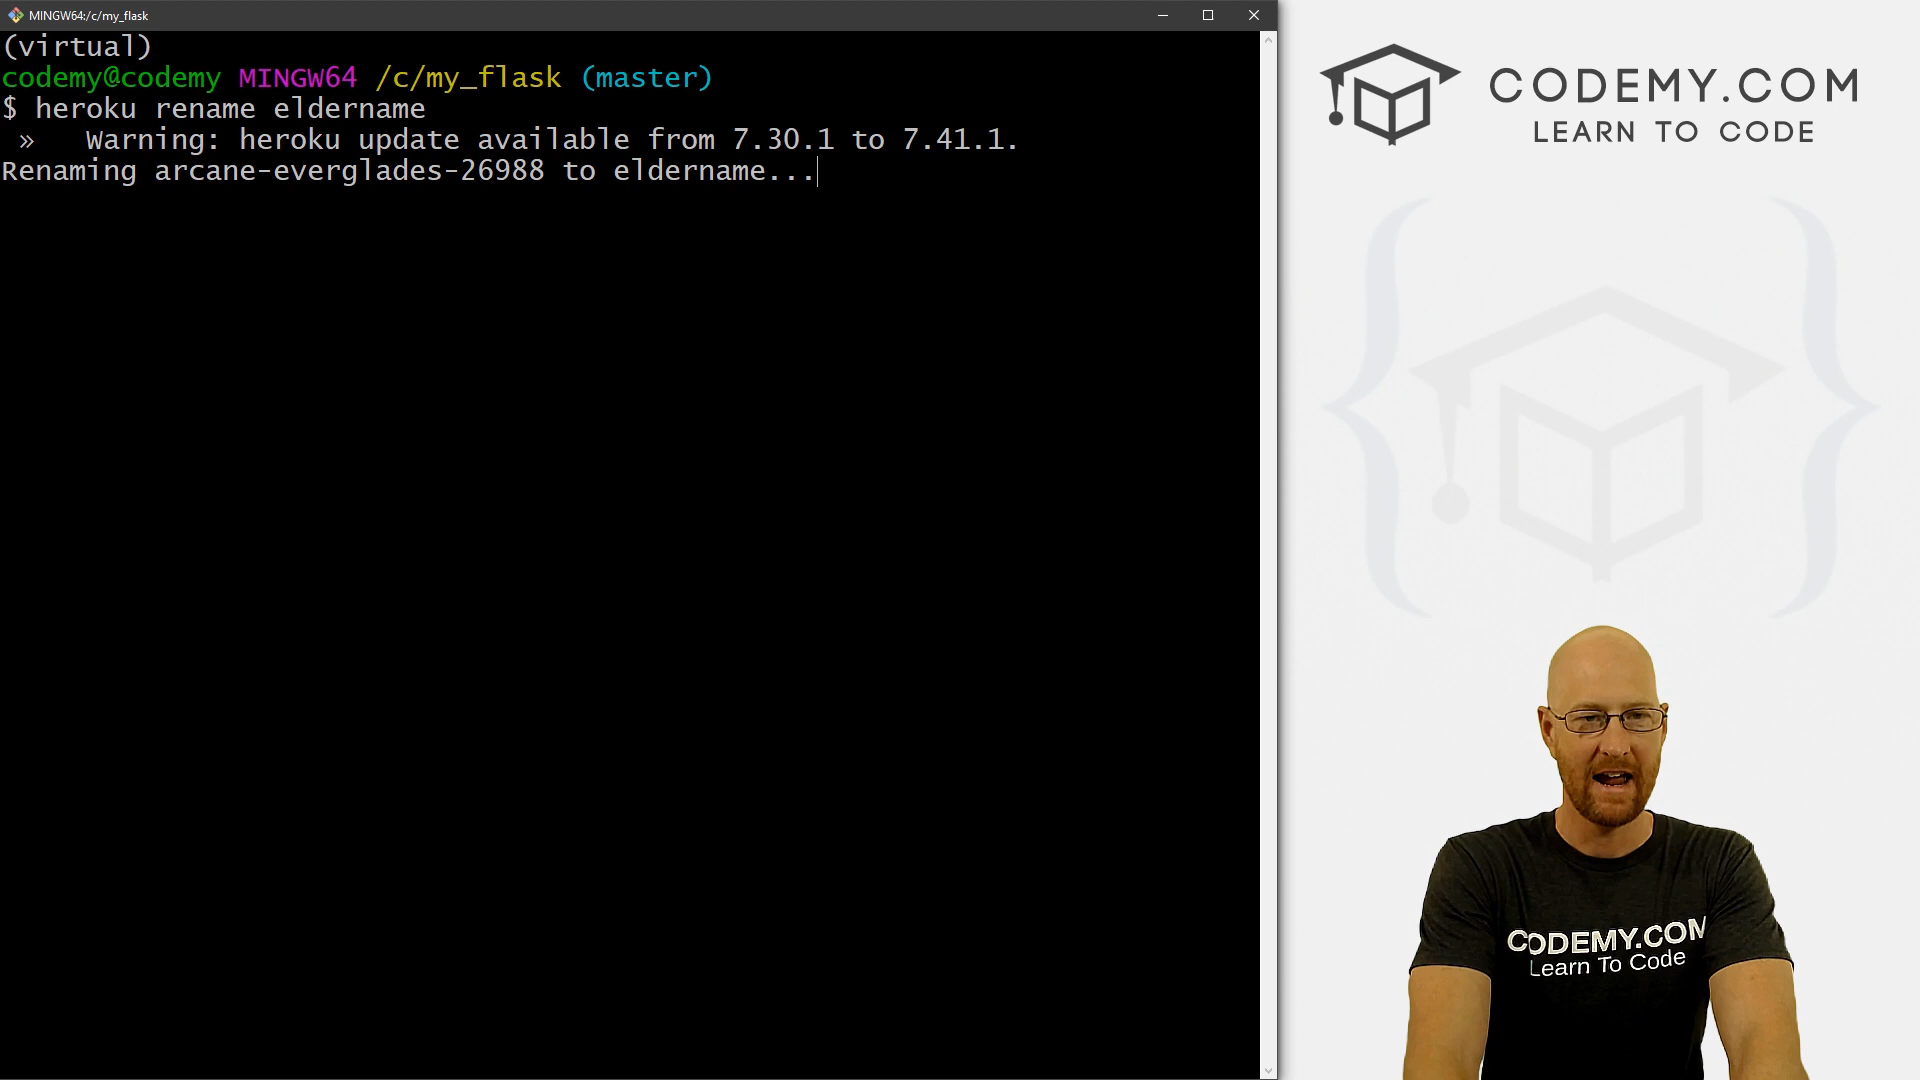 MINGW64:/c/my_flask
(virtual)
codemy@codemy MINGW64 /c/my_flask (master)
$ heroku rename eldername
»   Warning: heroku update available from 7.30.1 to 7.41.1.
Renaming arcane-everglades-26988 to eldername...
CODEMY.COM
LEARN TO CODE
CODEMY.COM
Learn To Code